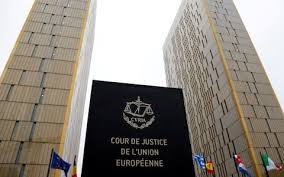 CVRIA
COUR DE JUSTICE
DE L'UNION
EUROPÉENNE